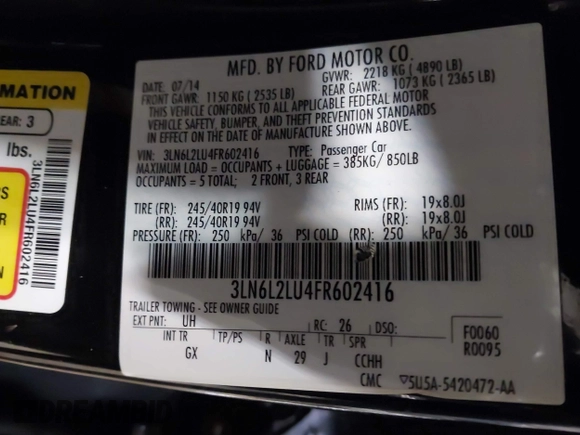 MFD. BY FORD MOTOR CO.
DATE: 07/14
GVWR: 2218 KG ( 4890 LB)
FRONT GAWR: 1150 KG ( 2535 LB)
REAR GAWR: 1073 KG ( 2365 LB)
THIS VEHICLE CONFORMS TO ALL APPLICABLE FEDERAL MOTOR
VEHICLE SAFETY, BUMPER, AND THEFT PREVENTION STANDARDS
IN EFFECT ON THE DATE OF MANUFACTURE SHOWN ABOVE.
VIN: 3LN6L2LU4FR602416 TYPE: Passenger Car
MAXIMUM LOAD = OCCUPANTS + LUGGAGE = 385KG/ 850LB
OCCUPANTS = 5 TOTAL; 2 FRONT, 3 REAR
TIRE (FR): 245/40R19 94V RIMS (FR): 19x8.0J
(RR): 245/40R19 94V (RR): 19x8.0J
PRESSURE (FR): 250 kPa/ 36 PSI COLD (RR): 250 kPa/ 36 PSI COLD
3LN6L2LU4FR602416
TRAILER TOWING - SEE OWNER GUIDE
EXT PNT: UH RC: 26 DSO:
F0060
R0095
INT TR TP/PS R AXLE TR SPR
GX N 29 J CCHH
CMC 5U5A-5420472-AA
MATION
EAR: 3
lbs.
3LN6L2LU4FR602416
S
ER
N